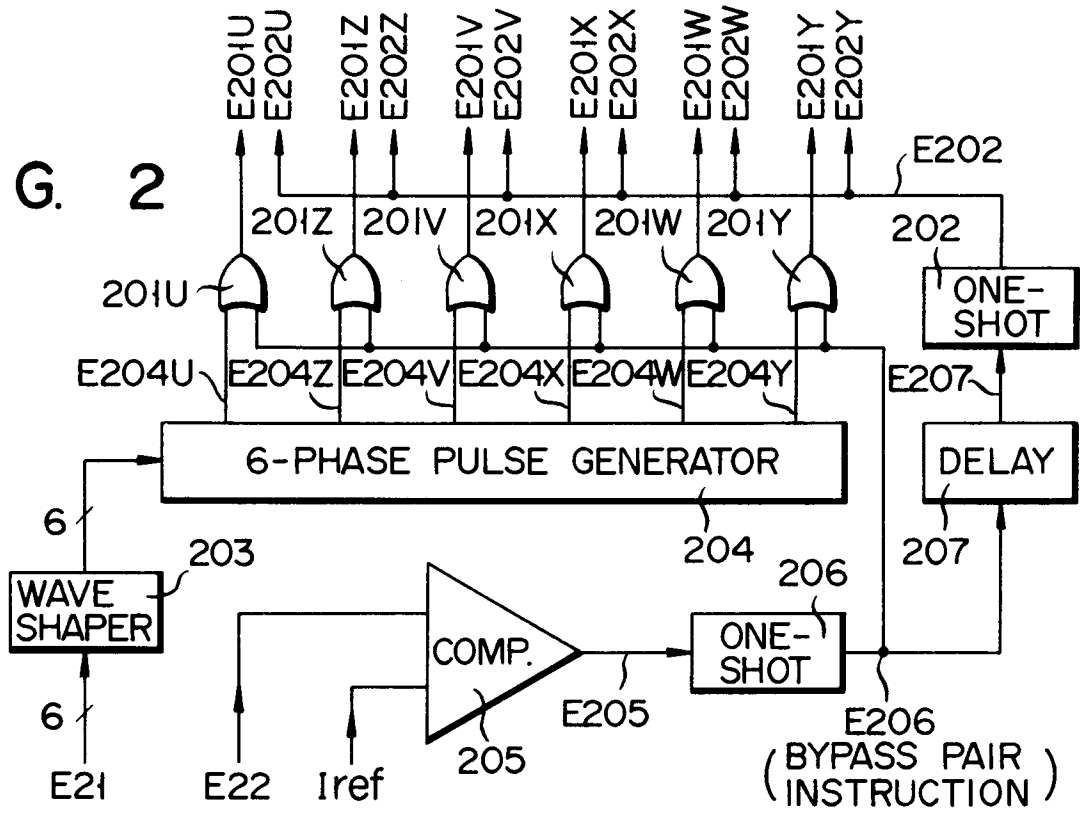 E201U
E202U
E201Z
E202Z
E201V
E202V
E201X
E202X
E201W
E202W
E201Y
E202Y
G. 2
E202
201Z
201V
201X
201W
201Y
202
201U
ONE-
SHOT
E204U
E204Z
E204V
E204X
E204W
E204Y
E207
6-PHASE PULSE GENERATOR
DELAY
6
203
204
207
WAVE
SHAPER
206
COMP.
ONE-
SHOT
E205
6
205
E206
E21
E22
Iref
(BYPASS PAIR
INSTRUCTION)